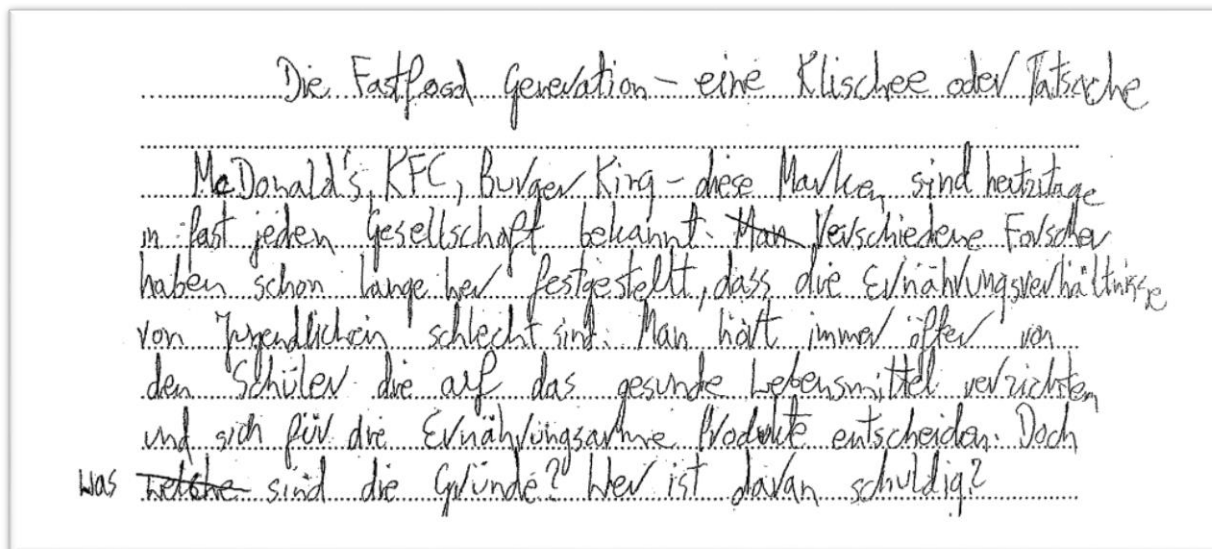 Die Fastfood Generation – eine Klischee oder Tatsache
McDonald's, KFC, Burger King – diese Marken sind heutzutage
in fast jeden Gesellschaft bekannt. Man Verschiedene Forscher
haben schon lange her festgestellt, dass die Ernährungsverhältnisse
von Jugendlichen schlecht sind. Man hört immer öfter von
den Schüler die auf das gesunde Lebensmittel verzichten
und sich für die Ernährungsarme Produkte entscheiden. Doch
was welche sind die Gründe? Wer ist daran schuldig?